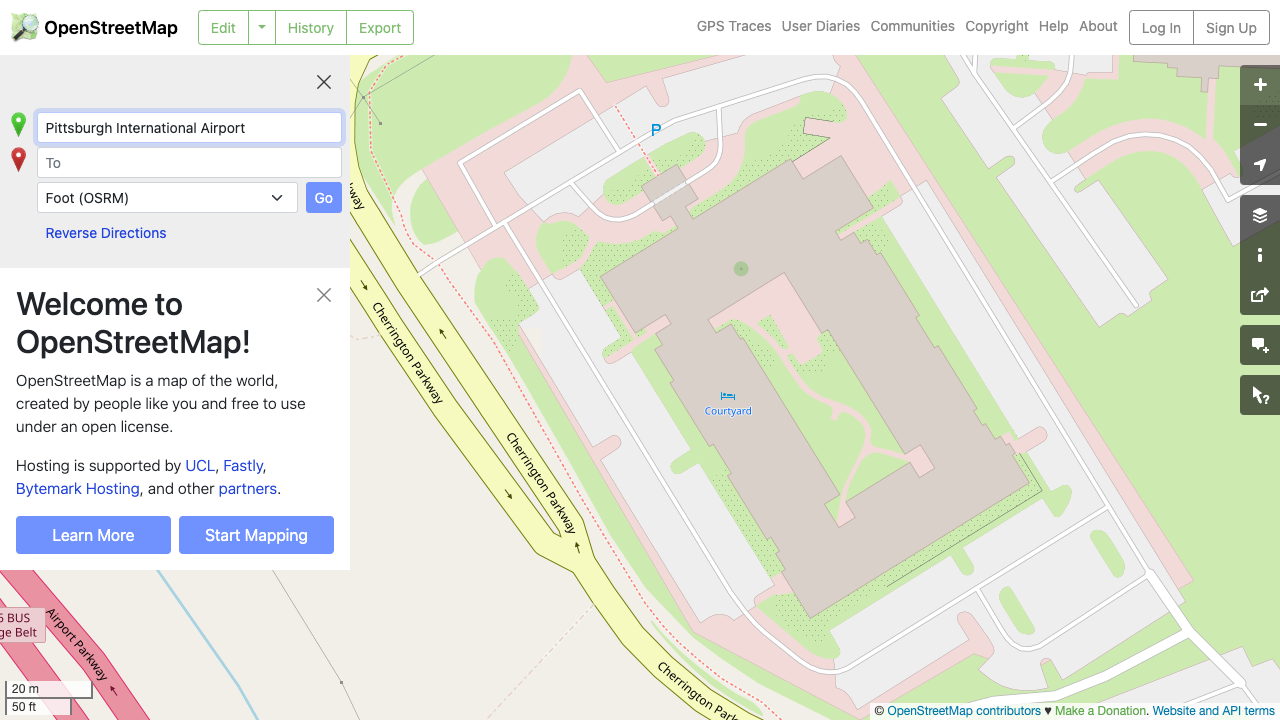 OpenStreetMap
Edit
History
Export
GPS Traces
User Diaries
Communities
Copyright
Help
About
Log In
Sign Up
Pittsburgh International Airport
To
Foot (OSRM)
Go
Reverse Directions
Welcome to
OpenStreetMap!
OpenStreetMap is a map of the world,
created by people like you and free to use
under an open license.
Hosting is supported by UCL, Fastly,
Bytemark Hosting, and other partners.
Learn More
Start Mapping
P
kway
Cherrington Parkway
Cherrington Parkway
Courtyard
BUS
ge Belt
Airport Parkway
Cherrington Park
20 m
50 ft
© OpenStreetMap contributors ♥ Make a Donation. Website and API terms